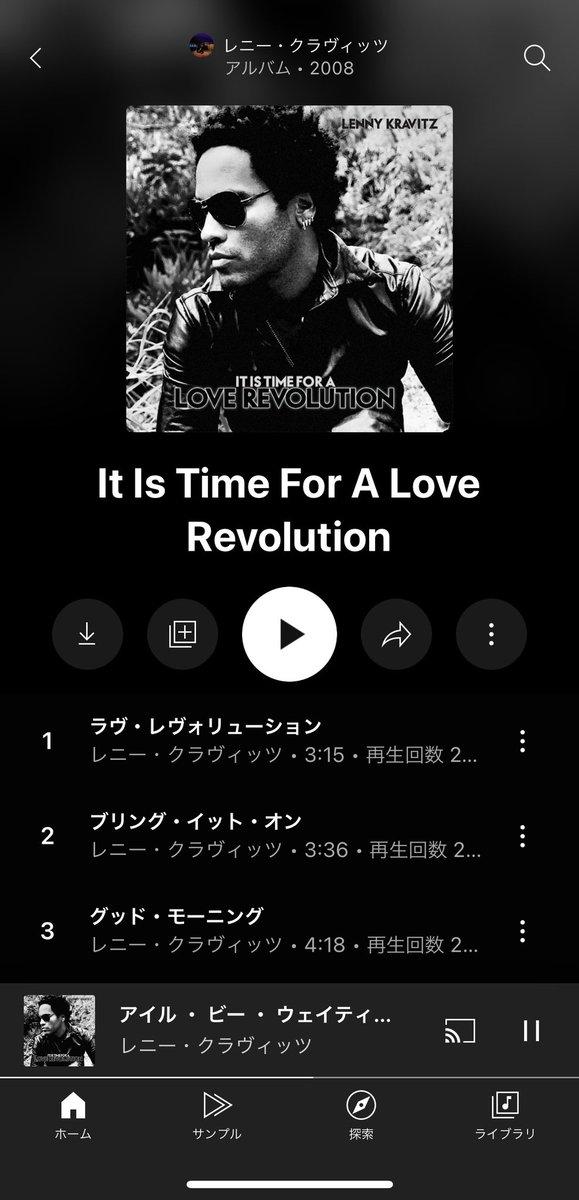 レニー・クラヴィッツ
アルバム • 2008
LENNY KRAVITZ
IT IS TIME FOR A
LOVE REVOLUTION
It Is Time For A Love
Revolution
1
ラヴ・レヴォリューション
レニー・クラヴィッツ • 3:15 • 再生回数 2...
2
ブリング・イット・オン
レニー・クラヴィッツ • 3:36 • 再生回数 2...
3
グッド・モーニング
レニー・クラヴィッツ • 4:18 • 再生回数 2...
IT IS TIME FOR A
LOVE REVOLUTION
アイル ・ ビー ・ ウェイティ...
レニー・クラヴィッツ
ホーム
サンプル
探索
ライブラリ